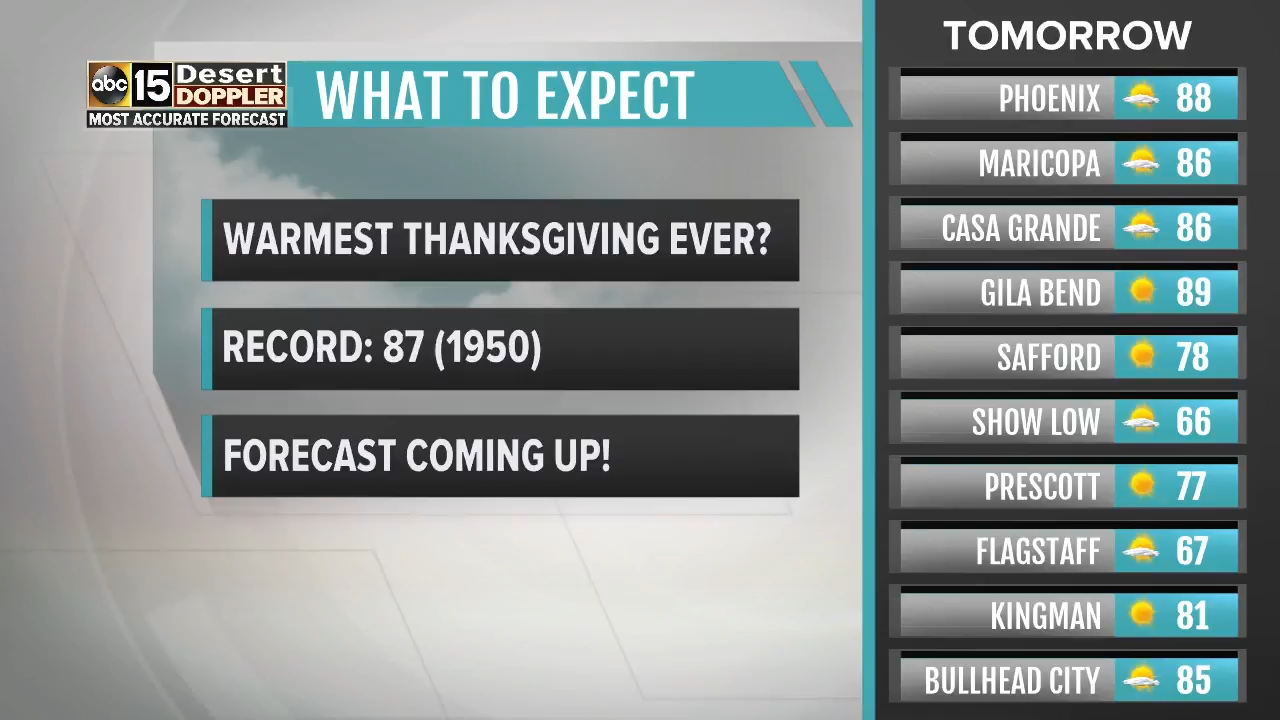 abc 15 Desert
DOPPLER
MOST ACCURATE FORECAST
WHAT TO EXPECT
WARMEST THANKSGIVING EVER?
RECORD: 87 (1950)
FORECAST COMING UP!
TOMORROW
PHOENIX 88
MARICOPA 86
CASA GRANDE 86
GILA BEND 89
SAFFORD 78
SHOW LOW 66
PRESCOTT 77
FLAGSTAFF 67
KINGMAN 81
BULLHEAD CITY 85